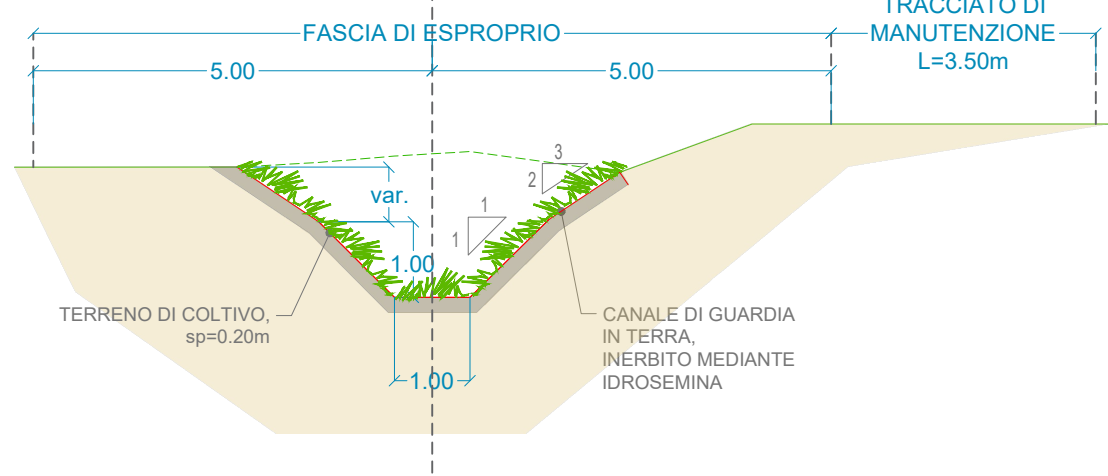 TRACCIATO DI
FASCIA DI ESPROPRIO
MANUTENZIONE
L=3.50m
5.00
5.00
3
2
var.
1
1
1.00
TERRENO DI COLTIVO,
sp=0.20m
CANALE DI GUARDIA
IN TERRA,
INERBITO MEDIANTE
IDROSEMINA
1.00